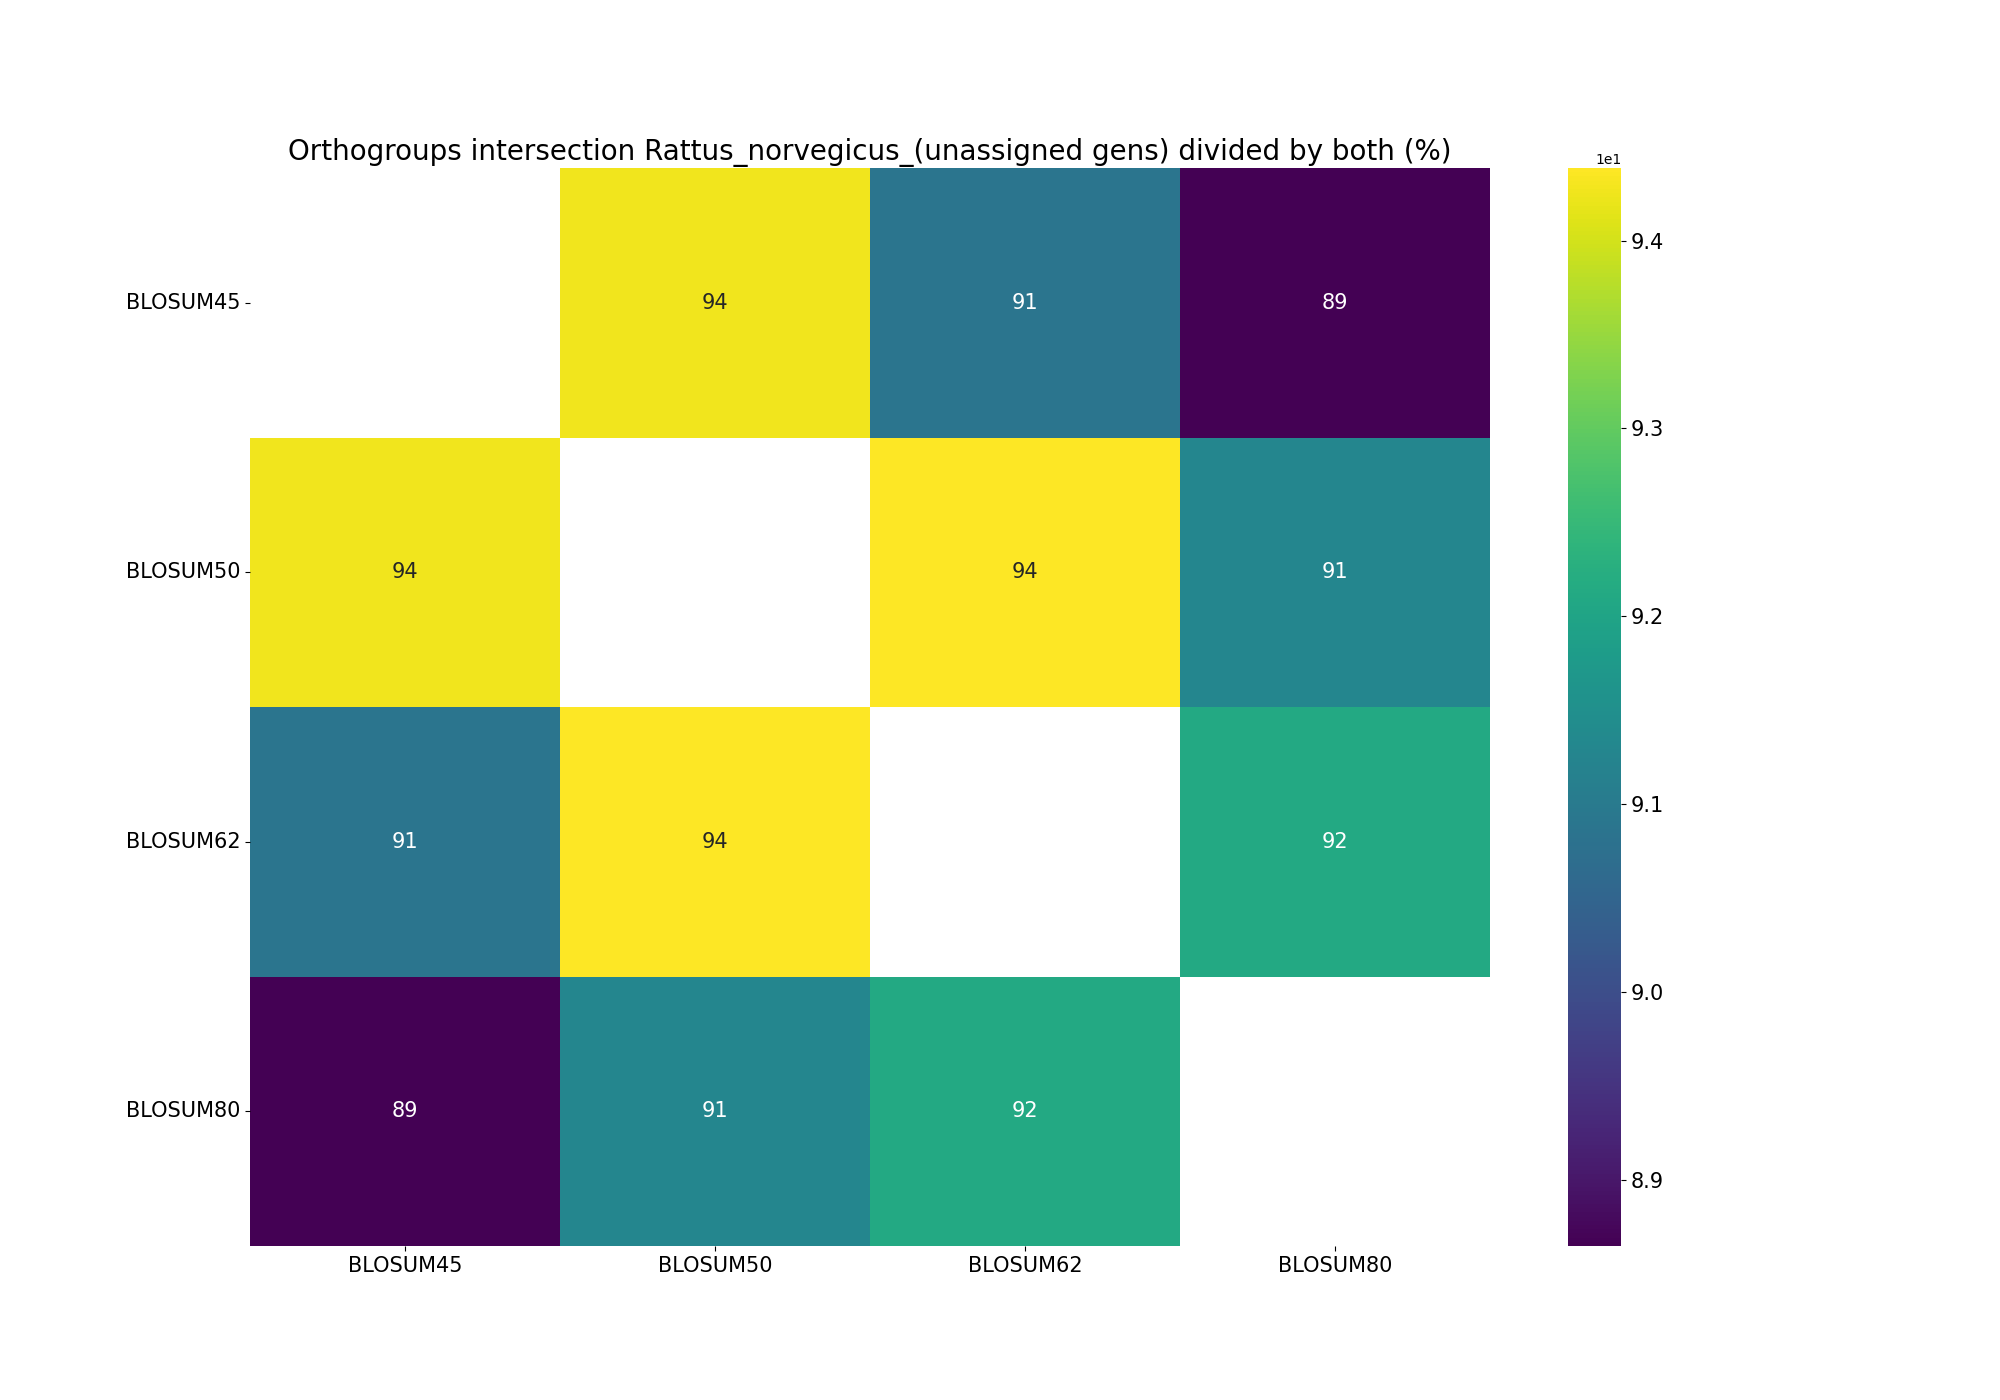 Orthogroups intersection Rattus_norvegicus_(unassigned gens) divided by both (%)
1e1
BLOSUM45 94 91 89
BLOSUM50 94 94 91
BLOSUM62 91 94 92
BLOSUM80 89 91 92
BLOSUM45 BLOSUM50 BLOSUM62 BLOSUM80
9.4
9.3
9.2
9.1
9.0
8.9